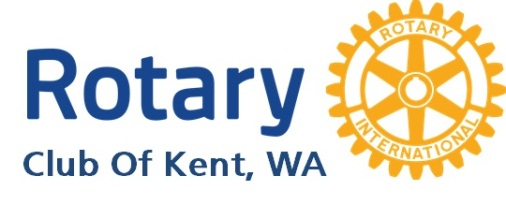 Rotary
Club Of Kent, WA
ROTARY
INTERNATIONAL